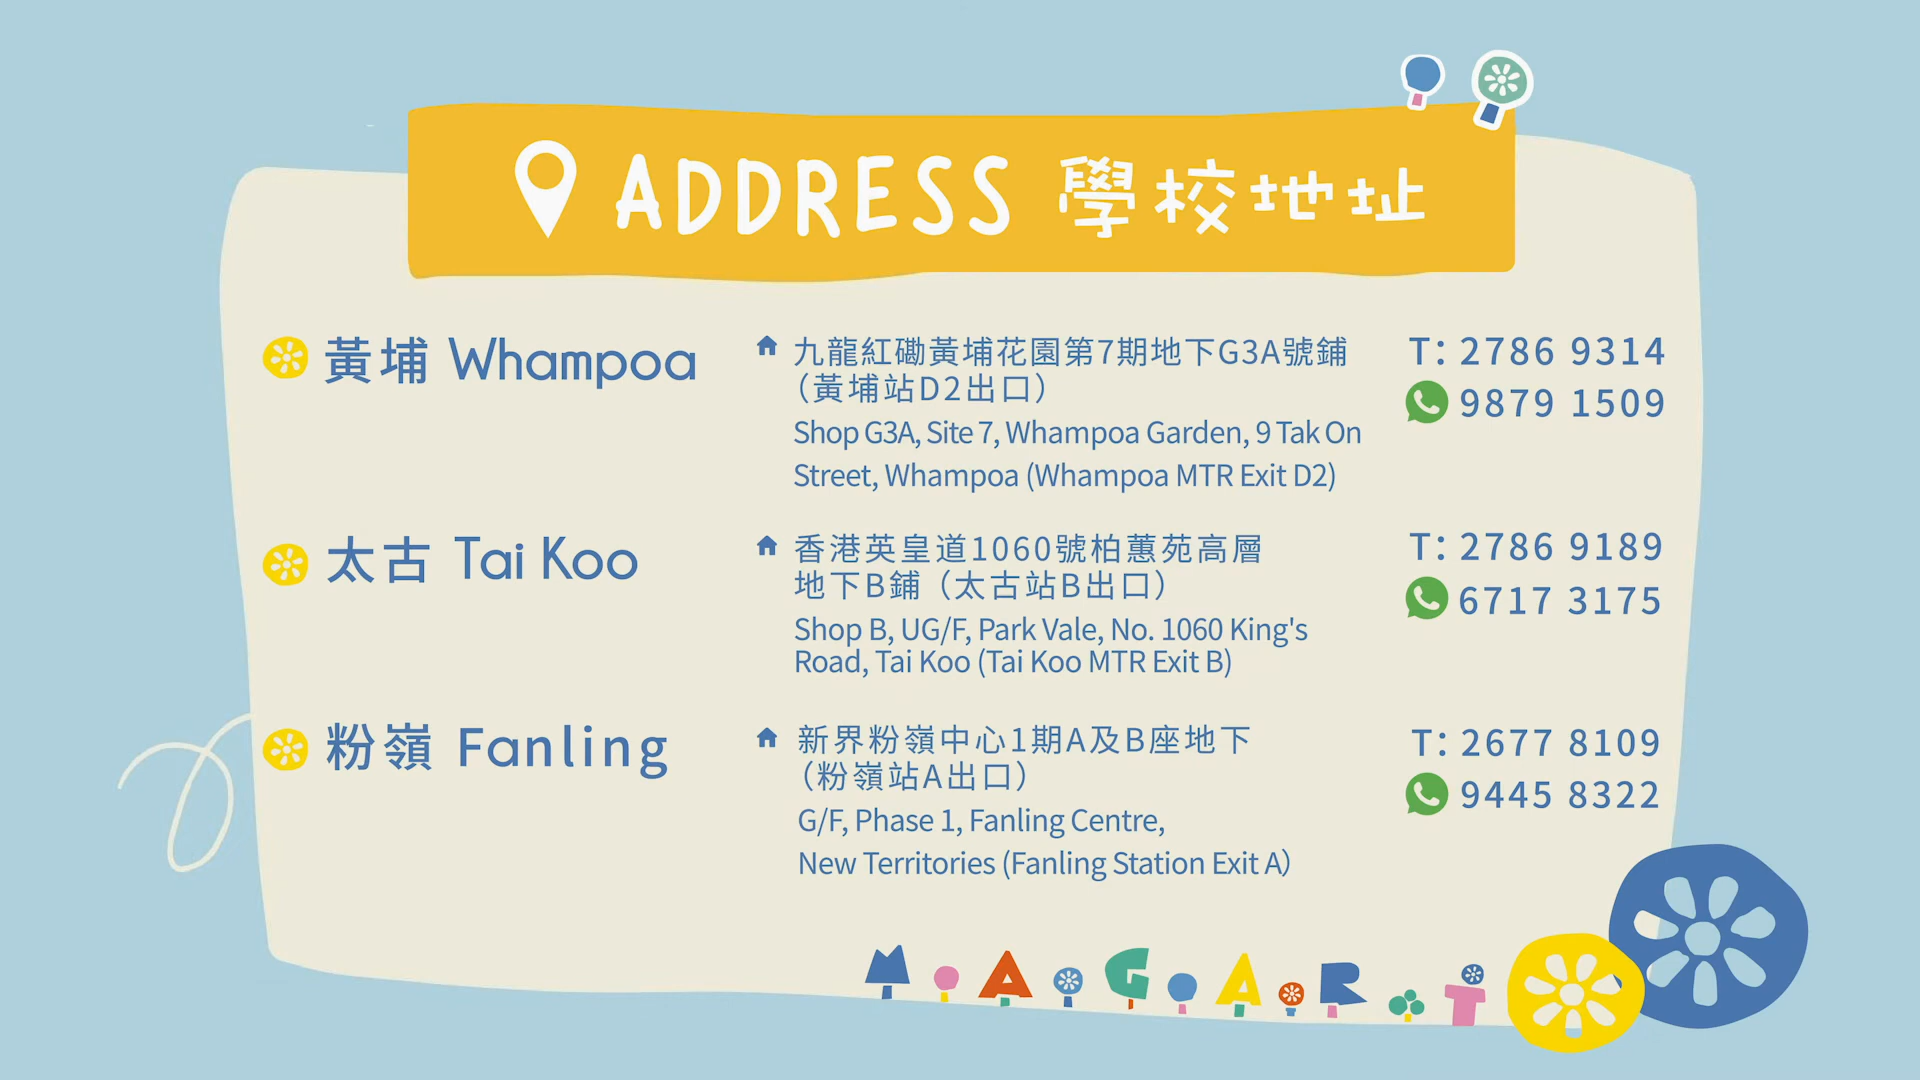 ADDRESS 學校地址
黃埔 Whampoa
九龍紅磡黃埔花園第7期地下G3A號鋪
（黃埔站D2出口）
Shop G3A, Site 7, Whampoa Garden, 9 Tak On
Street, Whampoa (Whampoa MTR Exit D2)
T: 2786 9314
9879 1509
太古 Tai Koo
香港英皇道1060號柏蕙苑高層
地下B鋪（太古站B出口）
Shop B, UG/F, Park Vale, No. 1060 King's
Road, Tai Koo (Tai Koo MTR Exit B)
T: 2786 9189
6717 3175
粉嶺 Fanling
新界粉嶺中心1期A及B座地下
（粉嶺站A出口）
G/F, Phase 1, Fanling Centre,
New Territories (Fanling Station Exit A)
T: 2677 8109
9445 8322
MAGART